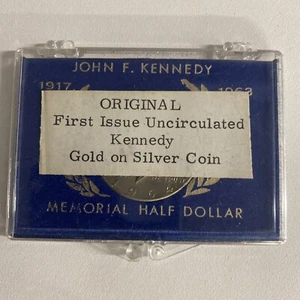 JOHN F. KENNEDY
1917 1963
ORIGINAL
First Issue Uncirculated
Kennedy
Gold on Silver Coin
MEMORIAL HALF DOLLAR